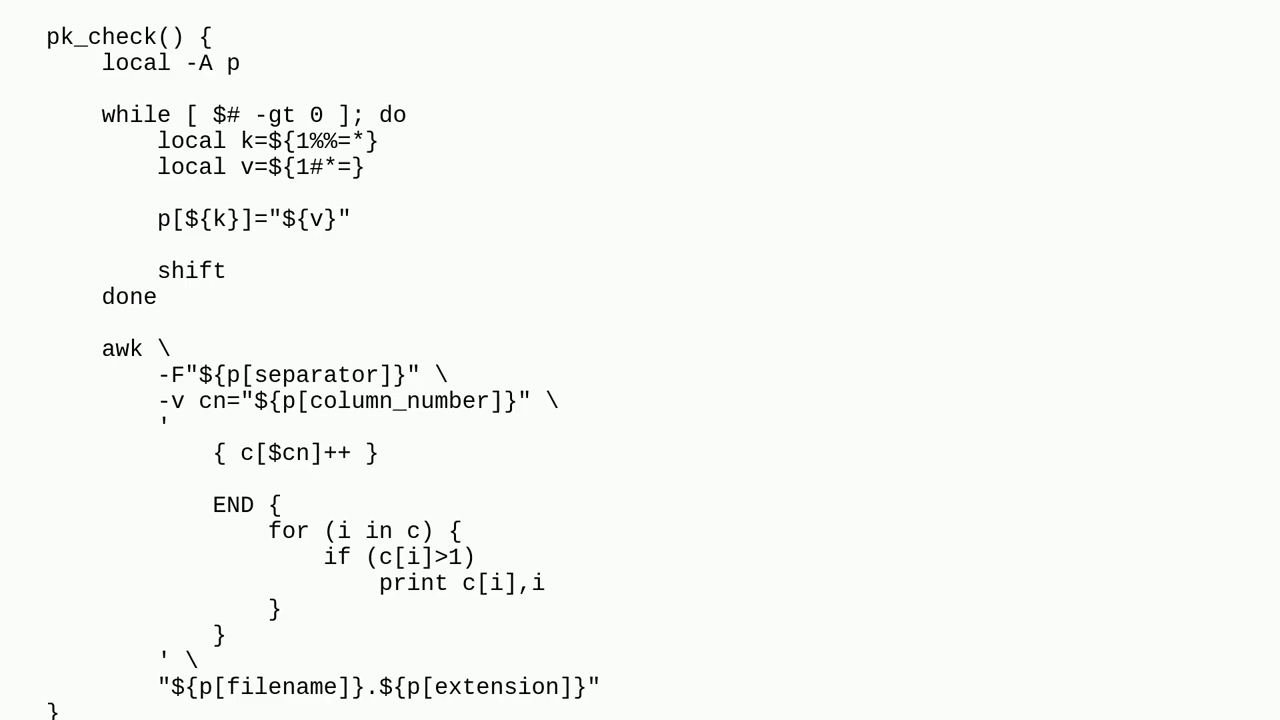 pk_check() {
    local -A p

    while [ $# -gt 0 ]; do
        local k=${1%%=*}
        local v=${1#*=}

        p[${k}]="${v}"

        shift
    done

    awk \
        -F"${p[separator]}" \
        -v cn="${p[column_number]}" \
        '
            { c[$cn]++ }

            END {
                for (i in c) {
                    if (c[i]>1)
                        print c[i],i
                }
            }
        ' \
        "${p[filename]}.${p[extension]}"
}